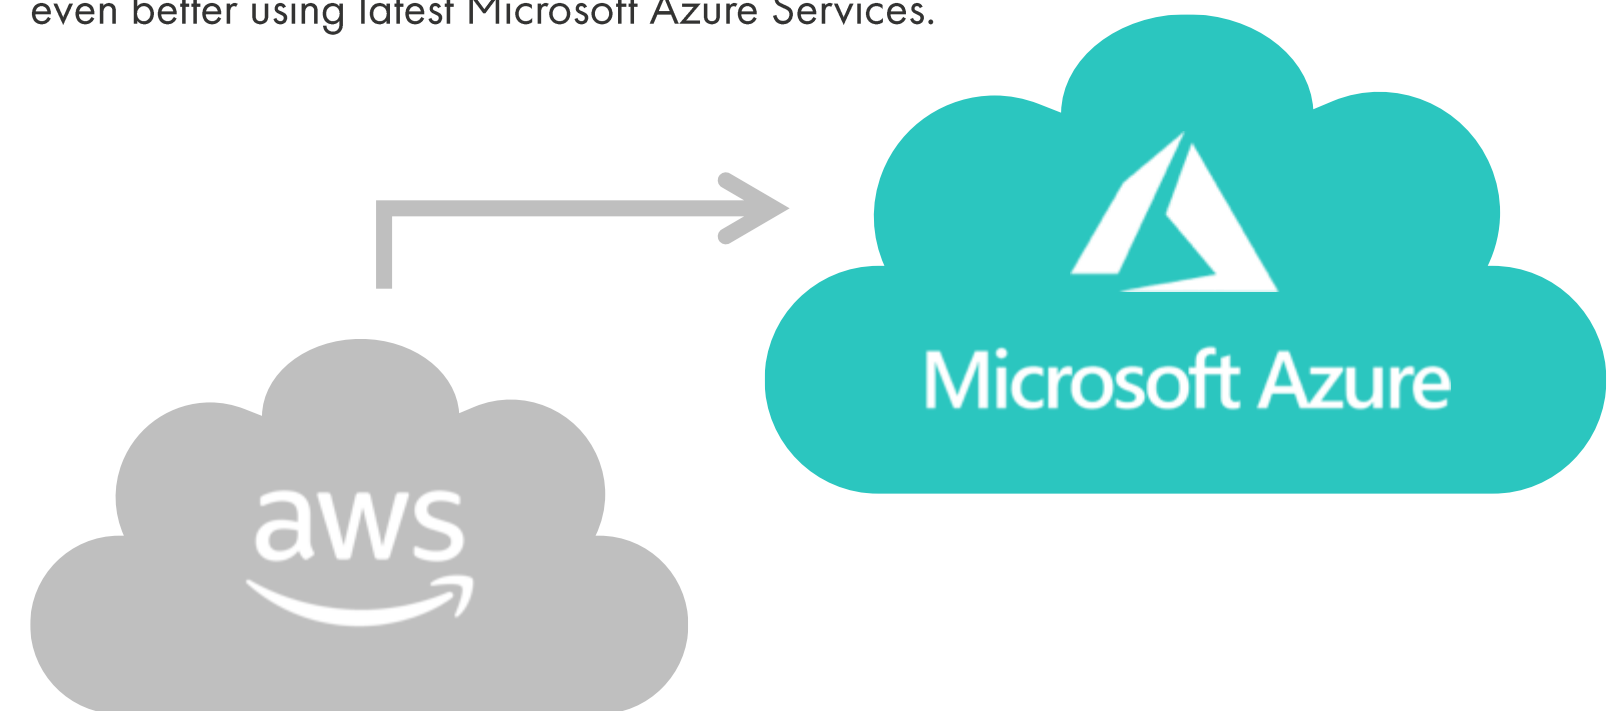 even better using latest Microsoft Azure Services.
Microsoft Azure
aws